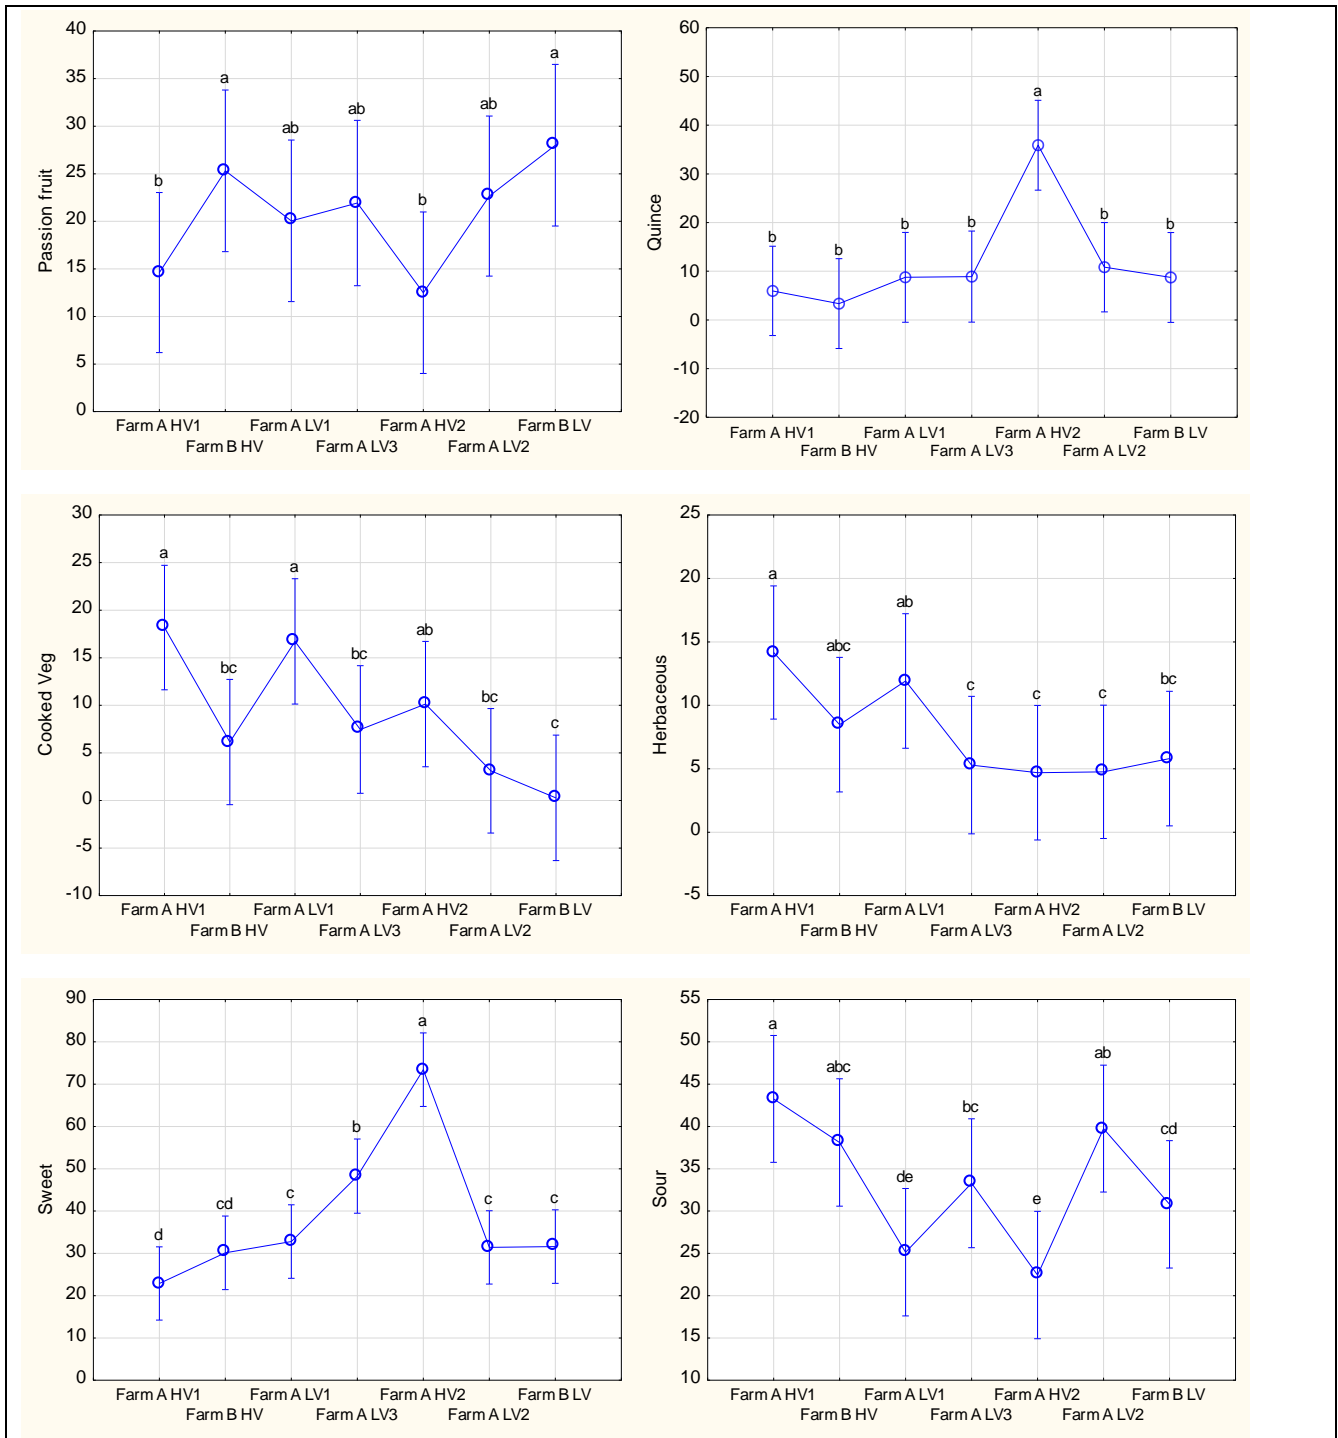 40
35
30
25
20
15
10
5
0
Passion fruit
b
a
ab
ab
b
ab
a
Farm A HV1 Farm A LV1 Farm A HV2 Farm B LV
Farm B HV Farm A LV3 Farm A LV2
60
50
40
30
20
10
0
-10
-20
Quince
b
b
b
b
a
b
b
Farm A HV1 Farm A LV1 Farm A HV2 Farm B LV
Farm B HV Farm A LV3 Farm A LV2
30
25
20
15
10
5
0
-5
-10
Cooked Veg
a
bc
a
bc
ab
bc
c
Farm A HV1 Farm A LV1 Farm A HV2 Farm B LV
Farm B HV Farm A LV3 Farm A LV2
25
20
15
10
5
0
-5
Herbaceous
a
abc
ab
c
c
c
bc
Farm A HV1 Farm A LV1 Farm A HV2 Farm B LV
Farm B HV Farm A LV3 Farm A LV2
90
80
70
60
50
40
30
20
10
0
Sweet
d
cd
c
b
a
c
c
Farm A HV1 Farm A LV1 Farm A HV2 Farm B LV
Farm B HV Farm A LV3 Farm A LV2
55
50
45
40
35
30
25
20
15
10
Sour
a
abc
de
bc
e
ab
cd
Farm A HV1 Farm A LV1 Farm A HV2 Farm B LV
Farm B HV Farm A LV3 Farm A LV2